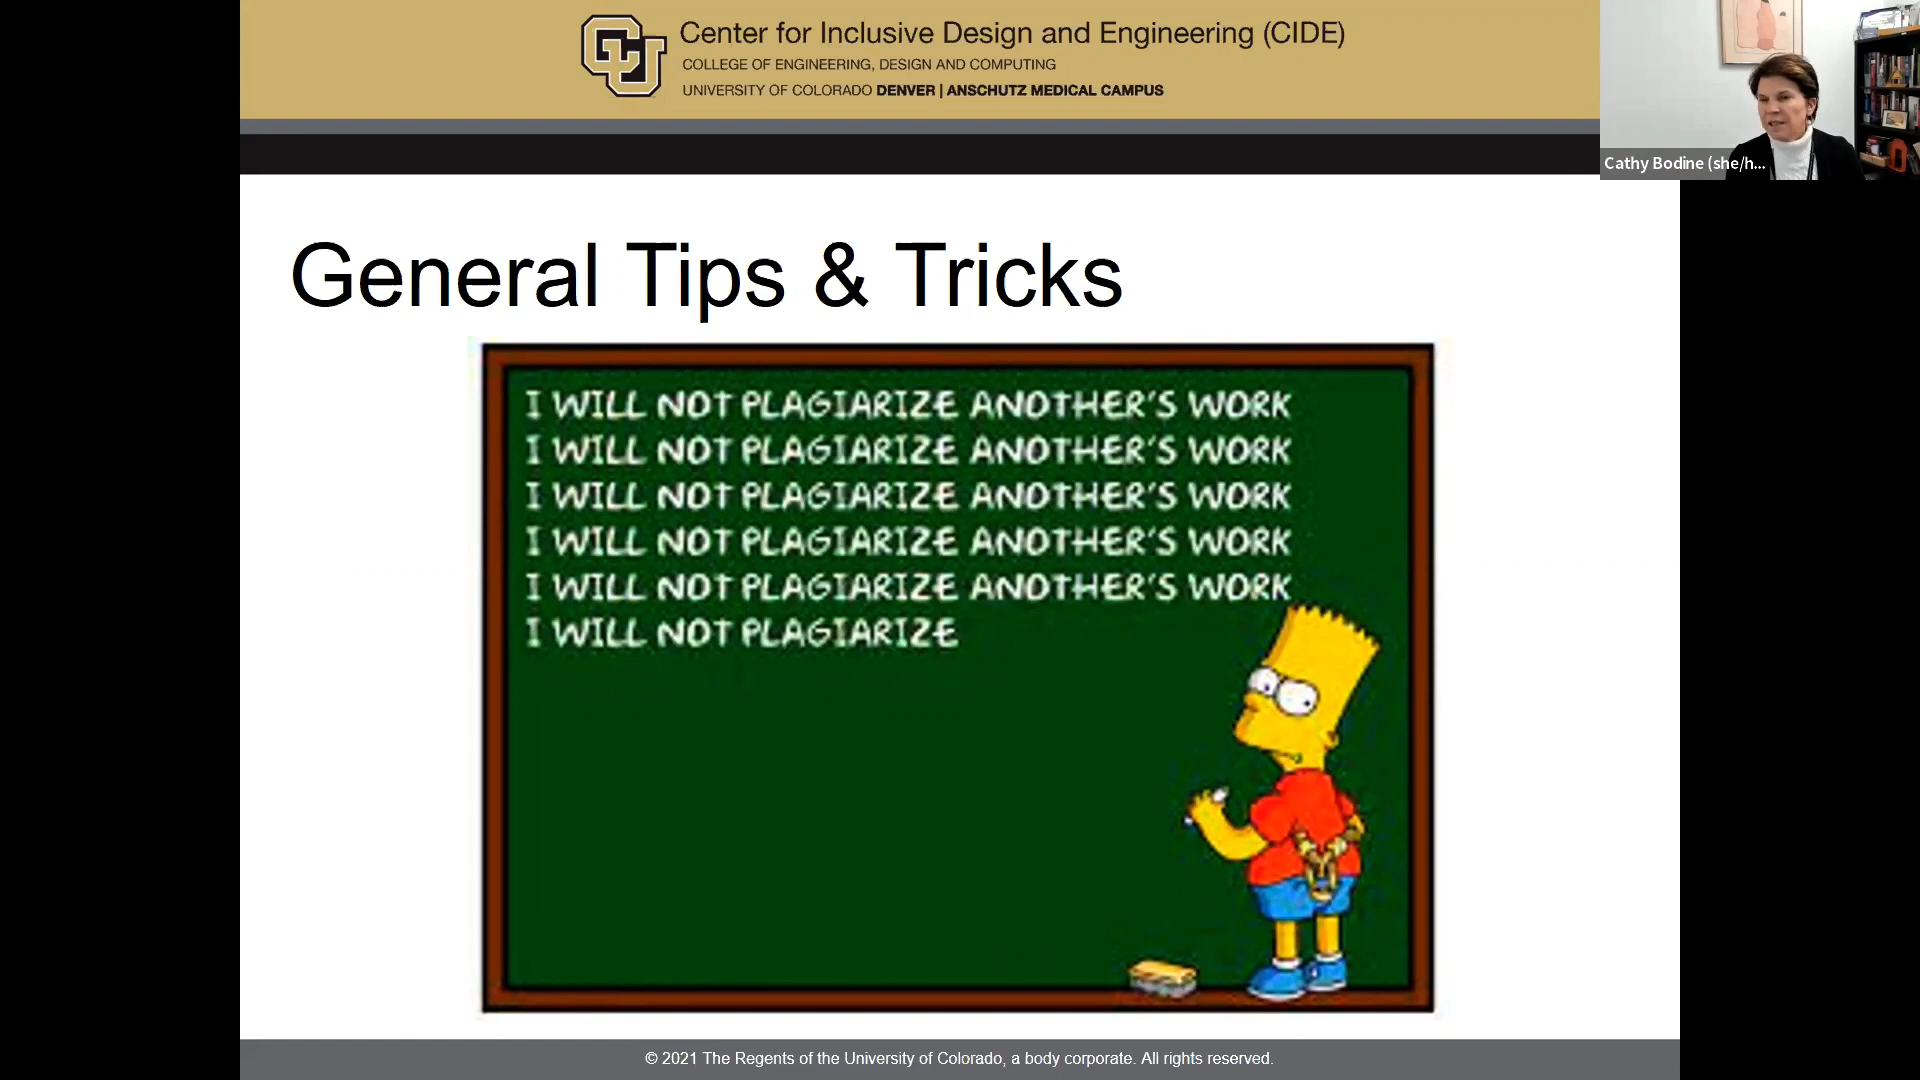 Center for Inclusive Design and Engineering (CIDE)
COLLEGE OF ENGINEERING, DESIGN AND COMPUTING
UNIVERSITY OF COLORADO DENVER | ANSCHUTZ MEDICAL CAMPUS
Cathy Bodine (she/h...
General Tips & Tricks
I WILL NOT PLAGIARIZE ANOTHER'S WORK
I WILL NOT PLAGIARIZE ANOTHER'S WORK
I WILL NOT PLAGIARIZE ANOTHER'S WORK
I WILL NOT PLAGIARIZE ANOTHER'S WORK
I WILL NOT PLAGIARIZE ANOTHER'S WORK
I WILL NOT PLAGIARIZE
© 2021 The Regents of the University of Colorado, a body corporate. All rights reserved.